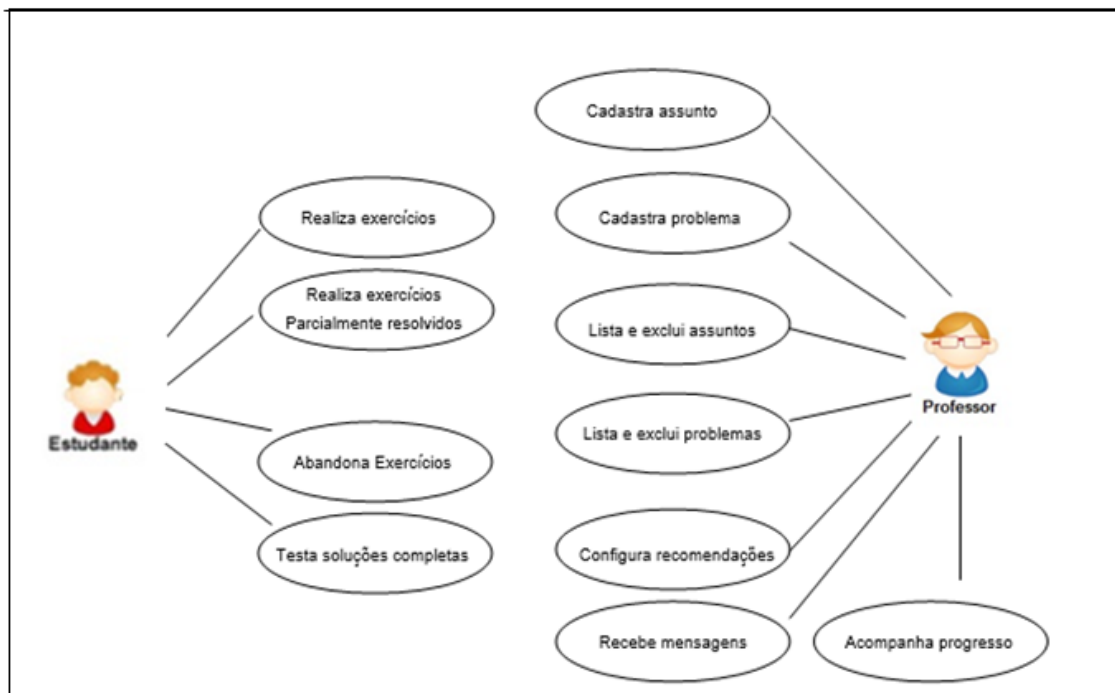 Cadastra assunto
Realiza exercícios
Cadastra problema
Realiza exercícios
Parcialmente resolvidos
Lista e exclui assuntos
Estudante
Professor
Lista e exclui problemas
Abandona Exercícios
Testa soluções completas
Configura recomendações
Recebe mensagens
Acompanha progresso